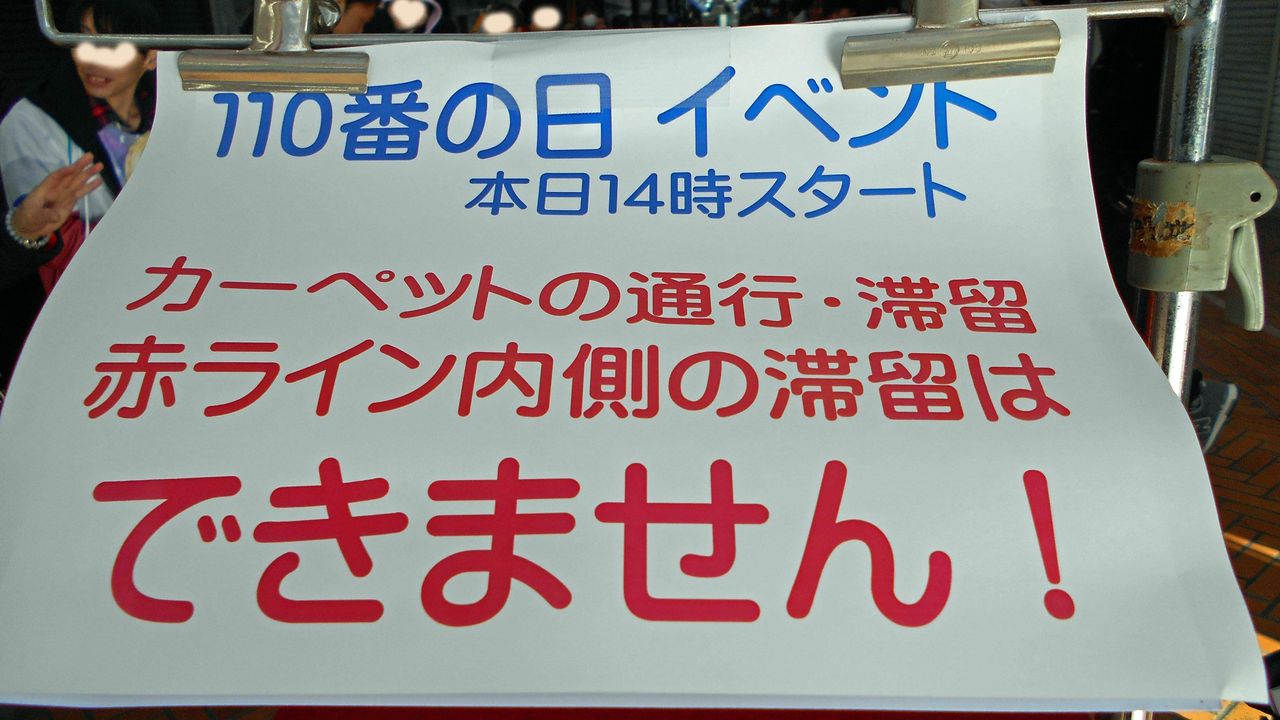 110番の日 イベント
本日14時スタート
カーペットの通行・滞留
赤ライン内側の滞留は
できません!